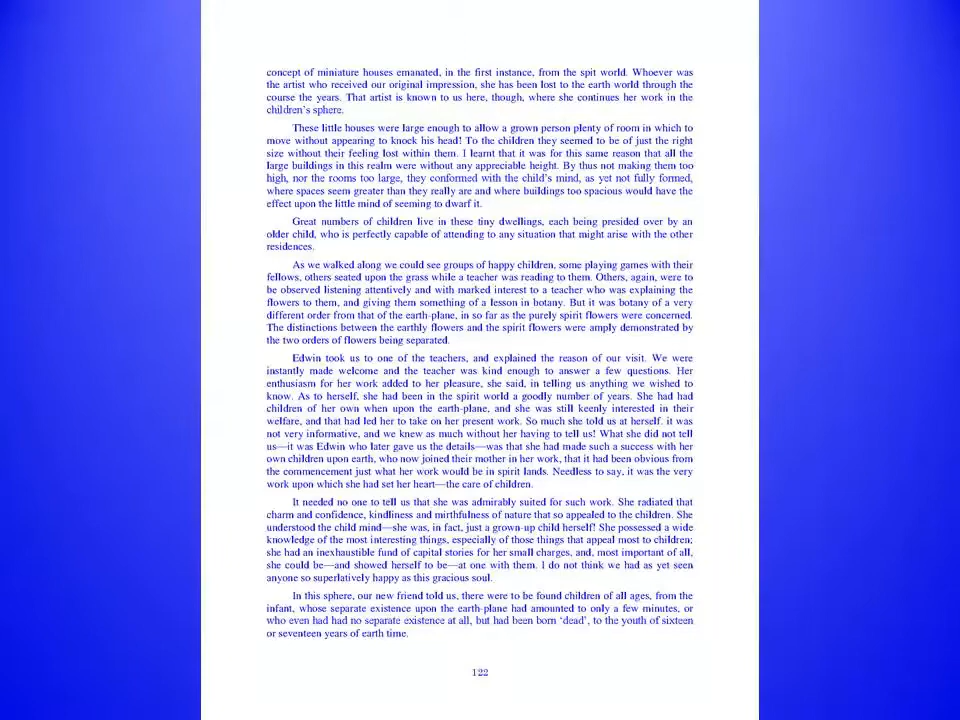 concept of miniature houses emanated, in the first instance, from the spit world. Whoever was
the artist who received our original impression, she has been lost to the earth world through the
course the years. That artist is known to us here, though, where she continues her work in the
children's sphere.
These little houses were large enough to allow a grown person plenty of room in which to
move without appearing to knock his head! To the children they seemed to be of just the right
size without their feeling lost within them. I learnt that it was for this same reason that all the
large buildings in this realm were without any appreciable height. By thus not making them too
high, nor the rooms too large, they conformed with the child's mind, as yet not fully formed,
where spaces seem greater than they really are and where buildings too spacious would have the
effect upon the little mind of seeming to dwarf it.
Great numbers of children live in these tiny dwellings, each being presided over by an
older child, who is perfectly capable of attending to any situation that might arise with the other
residences.
As we walked along we could see groups of happy children, some playing games with their
fellows, others seated upon the grass while a teacher was reading to them. Others, again, were to
be observed listening attentively and with marked interest to a teacher who was explaining the
flowers to them, and giving them something of a lesson in botany. But it was botany of a very
different order from that of the earth-plane, in so far as the purely spirit flowers were concerned.
The distinctions between the earthly flowers and the spirit flowers were amply demonstrated by
the two orders of flowers being separated.
Edwin took us to one of the teachers, and explained the reason of our visit. We were
instantly made welcome and the teacher was kind enough to answer a few questions. Her
enthusiasm for her work added to her pleasure, she said, in telling us anything we wished to
know. As to herself, she had been in the spirit world a goodly number of years. She had had
children of her own when upon the earth-plane, and she was still keenly interested in their
welfare, and that had led her to take on her present work. So much she told us at herself. it was
not very informative, and we knew as much without her having to tell us! What she did not tell
us—it was Edwin who later gave us the details—was that she had made such a success with her
own children upon earth, who now joined their mother in her work, that it had been obvious from
the commencement just what her work would be in spirit lands. Needless to say, it was the very
work upon which she had set her heart—the care of children.
It needed no one to tell us that she was admirably suited for such work. She radiated that
charm and confidence, kindliness and mirthfulness of nature that so appealed to the children. She
understood the child mind—she was, in fact, just a grown-up child herself! She possessed a wide
knowledge of the most interesting things, especially of those things that appeal most to children;
she had an inexhaustible fund of capital stories for her small charges, and, most important of all,
she could be—and showed herself to be—at one with them. I do not think we had as yet seen
anyone so superlatively happy as this gracious soul.
In this sphere, our new friend told us, there were to be found children of all ages, from the
infant, whose separate existence upon the earth-plane had amounted to only a few minutes, or
who even had had no separate existence at all, but had been born ‘dead’, to the youth of sixteen
or seventeen years of earth time.
122